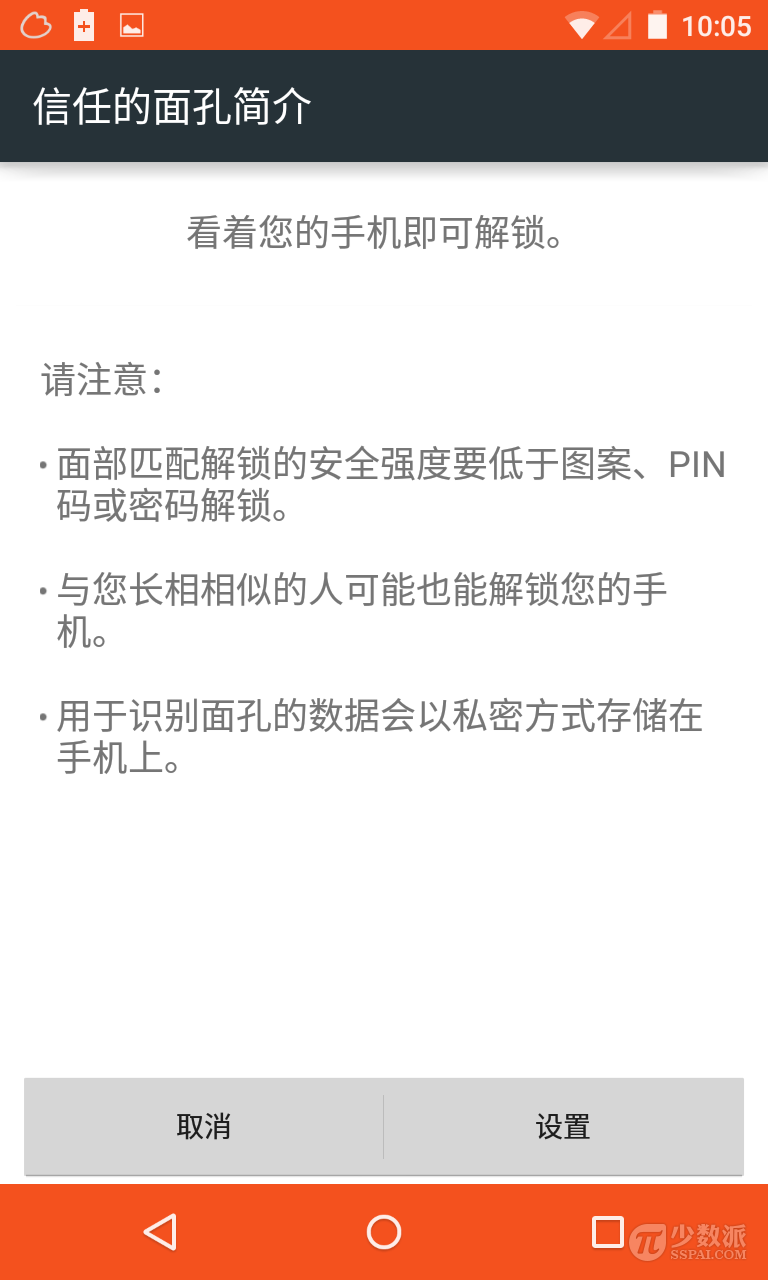 10:05
信任的面孔简介
看着您的手机即可解锁。
请注意：
· 面部匹配解锁的安全强度要低于图案、PIN
码或密码解锁。
· 与您长相相似的人可能也能解锁您的手
机。
· 用于识别面孔的数据会以私密方式存储在
手机上。
取消
设置
少数派
SSPAI.COM